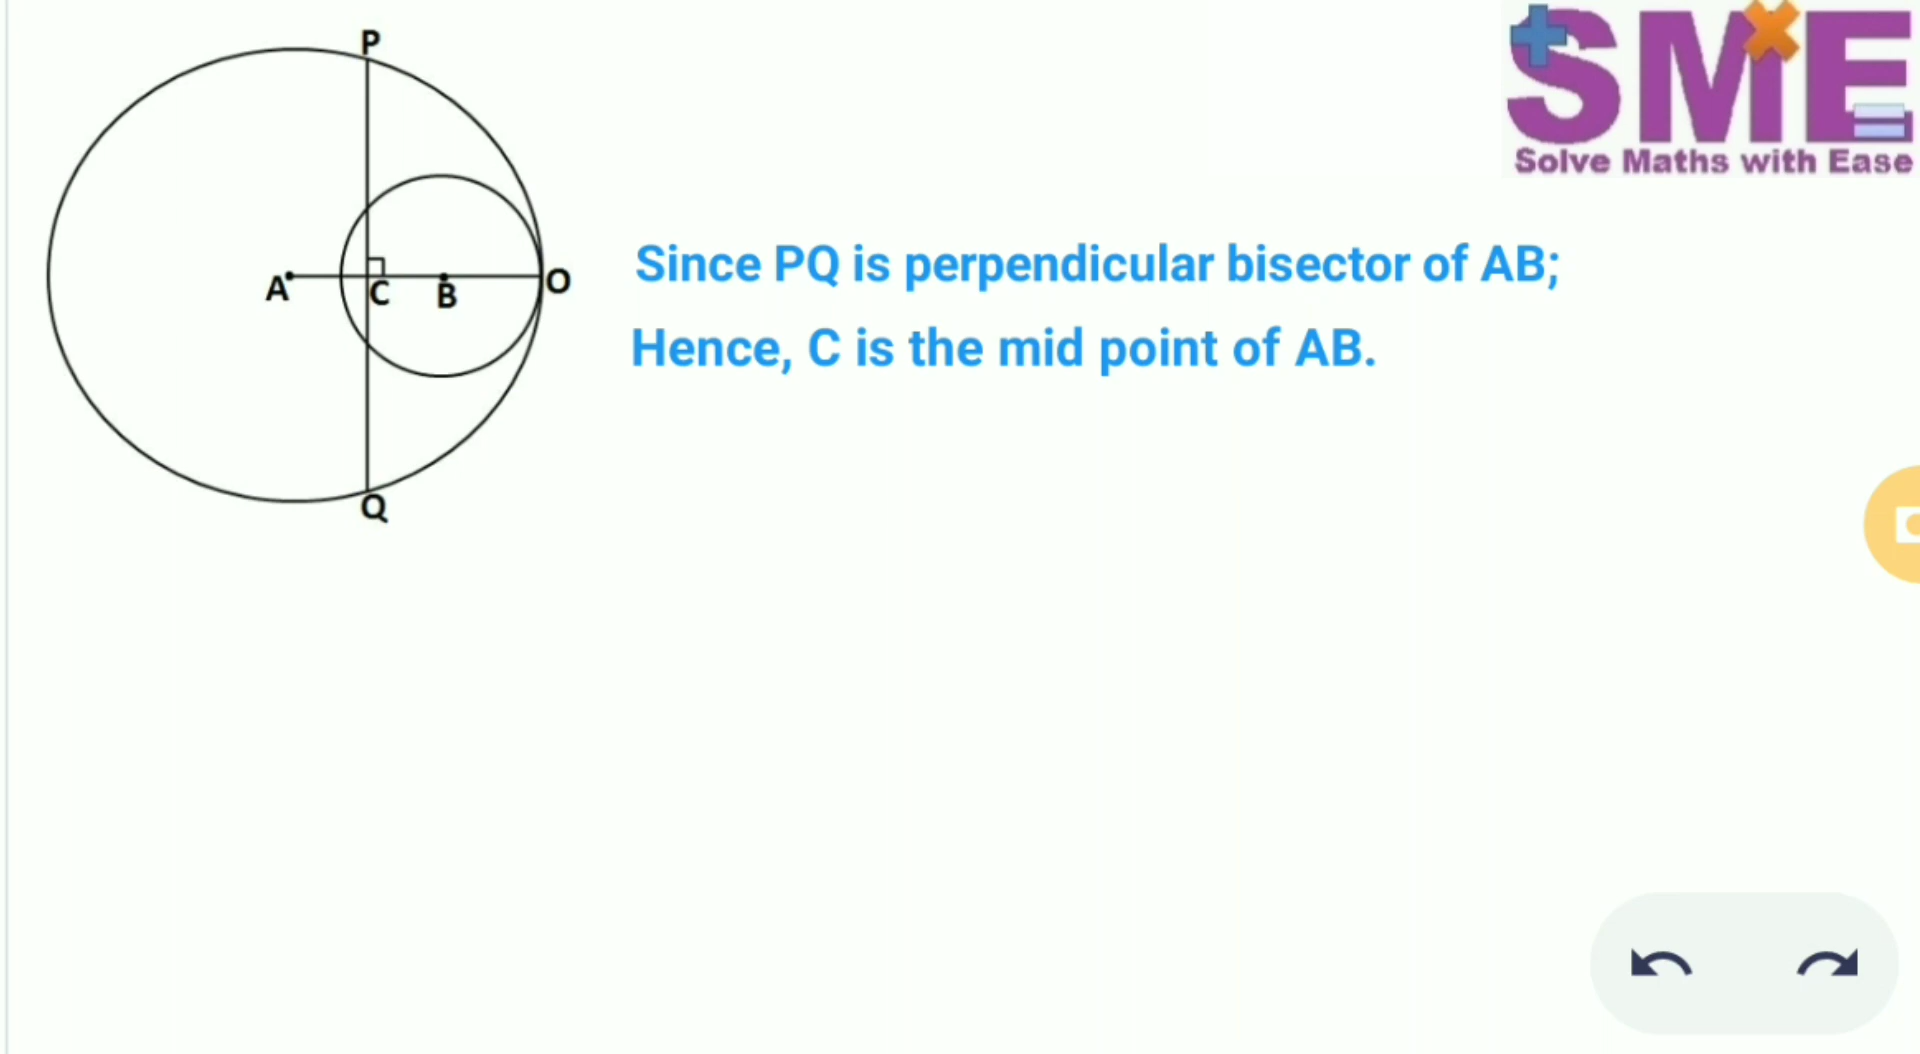 P
SME
Solve Maths with Ease
Since PQ is perpendicular bisector of AB;
A C B O
Hence, C is the mid point of AB.
Q